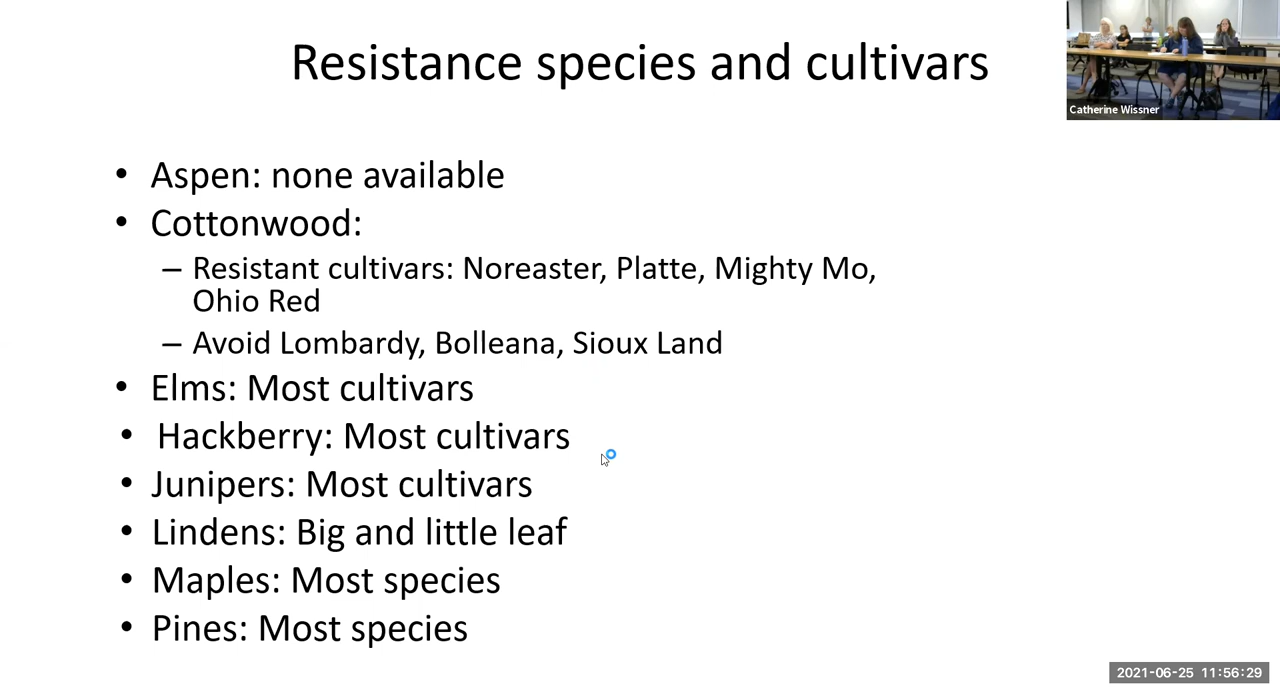 Resistance species and cultivars
Catherine Wissner
• Aspen: none available
• Cottonwood:
– Resistant cultivars: Noreaster, Platte, Mighty Mo,
Ohio Red
– Avoid Lombardy, Bolleana, Sioux Land
• Elms: Most cultivars
• Hackberry: Most cultivars
• Junipers: Most cultivars
• Lindens: Big and little leaf
• Maples: Most species
• Pines: Most species
2021-06-25 11:56:29